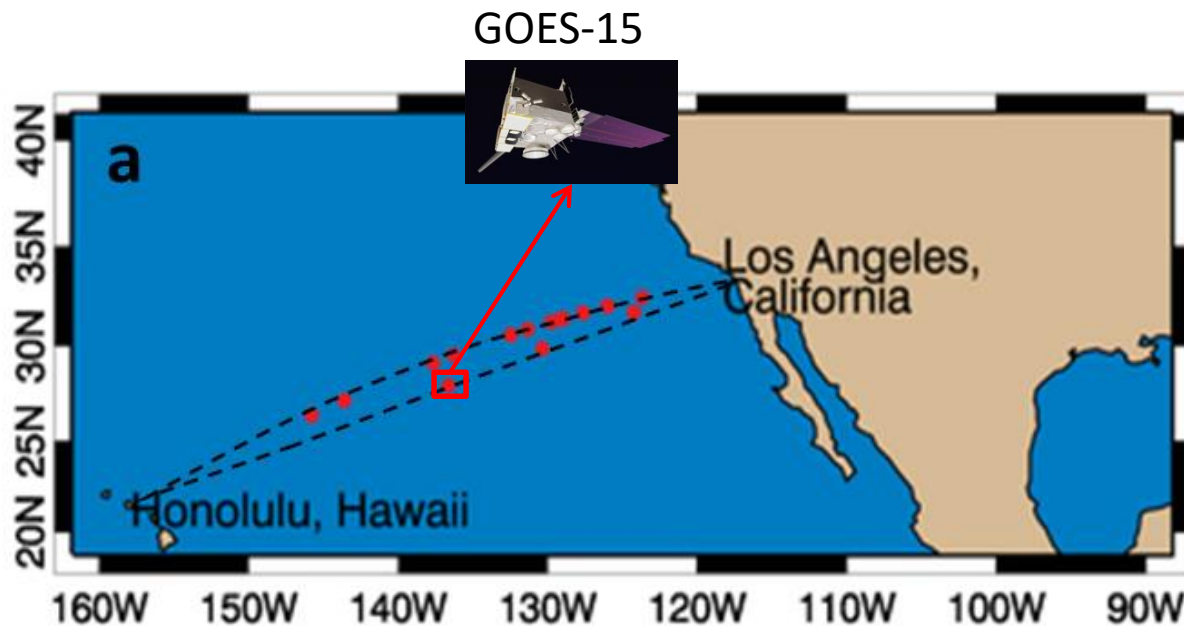 GOES-15
a
40N
35N
30N
25N
20N
Los Angeles,
California
Honolulu, Hawaii
160W 150W 140W 130W 120W 110W 100W 90W